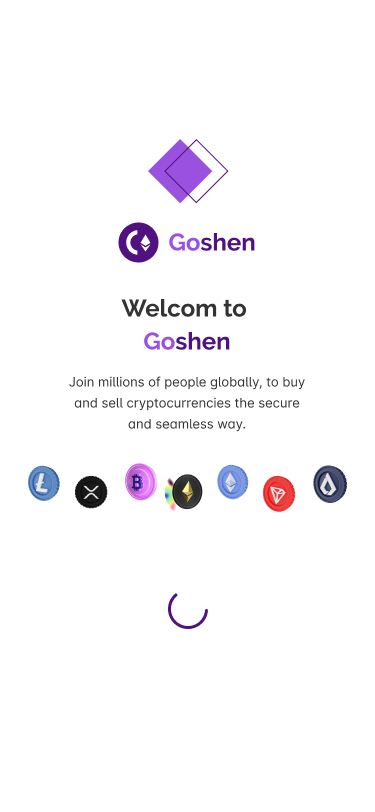 Goshen
Welcom to
Goshen
Join millions of people globally, to buy
and sell cryptocurrencies the secure
and seamless way.